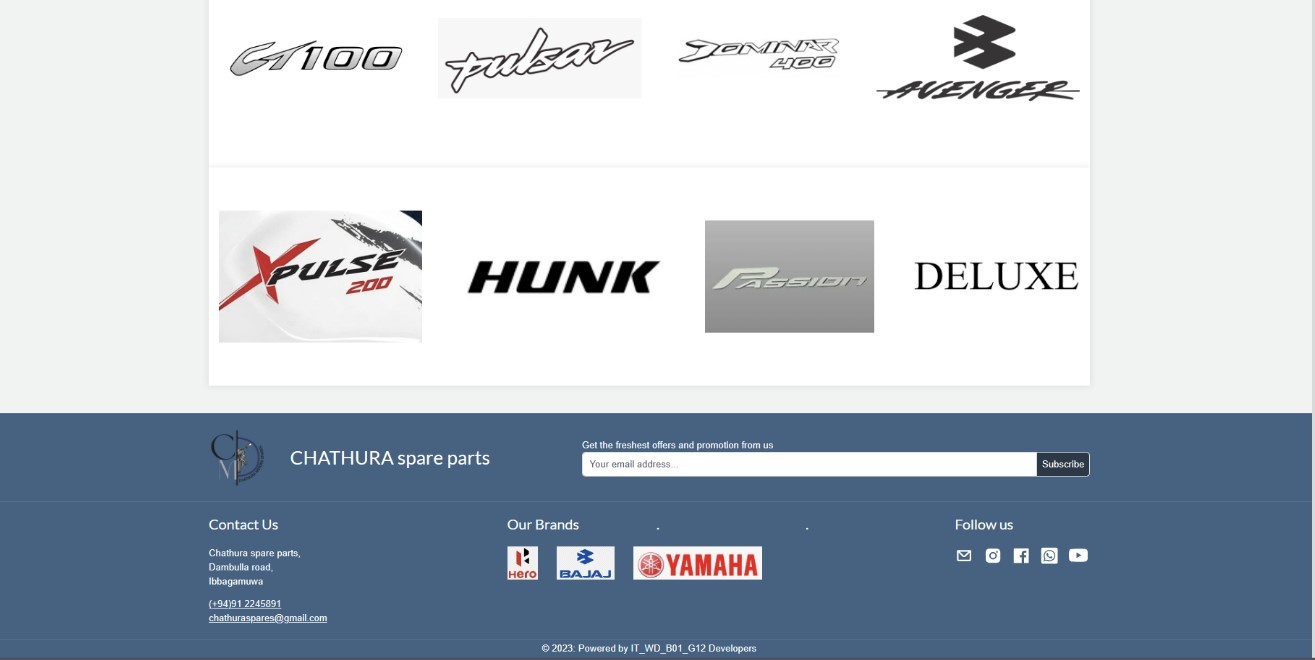 CT100
pulsar
DOMINAR
400
AVENGER
XPULSE
200
HUNK
PASSION
DELUXE
CHATHURA spare parts
Get the freshest offers and promotion from us
Your email address...
Subscribe
Contact Us
Chathura spare parts,
Dambulla road,
Ibbagamuwa
(+94)91 2245891
chathuraspares@gmail.com
Our Brands
.
.
Hero
BAJAJ
YAMAHA
Follow us
© 2023: Powered by IT_WD_B01_G12 Developers